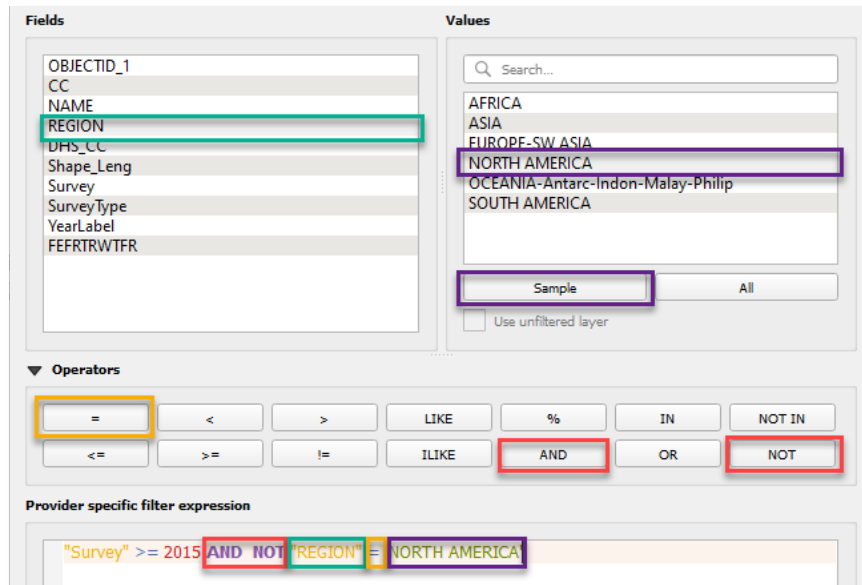 Fields Values
OBJECTID_1
CC
NAME
REGION
DHS_CC
Shape_Leng
Survey
SurveyType
YearLabel
FEFRTRWTFR
Search...
AFRICA
ASIA
EUROPE-SW ASIA
NORTH AMERICA
OCEANIA-Antarc-Indon-Malay-Philip
SOUTH AMERICA
Sample All
Use unfiltered layer
Operators
= < > LIKE % IN NOT IN
<= >= != ILIKE AND OR NOT
Provider specific filter expression
"Survey" >= 2015 AND NOT "REGION" = 'NORTH AMERICA'